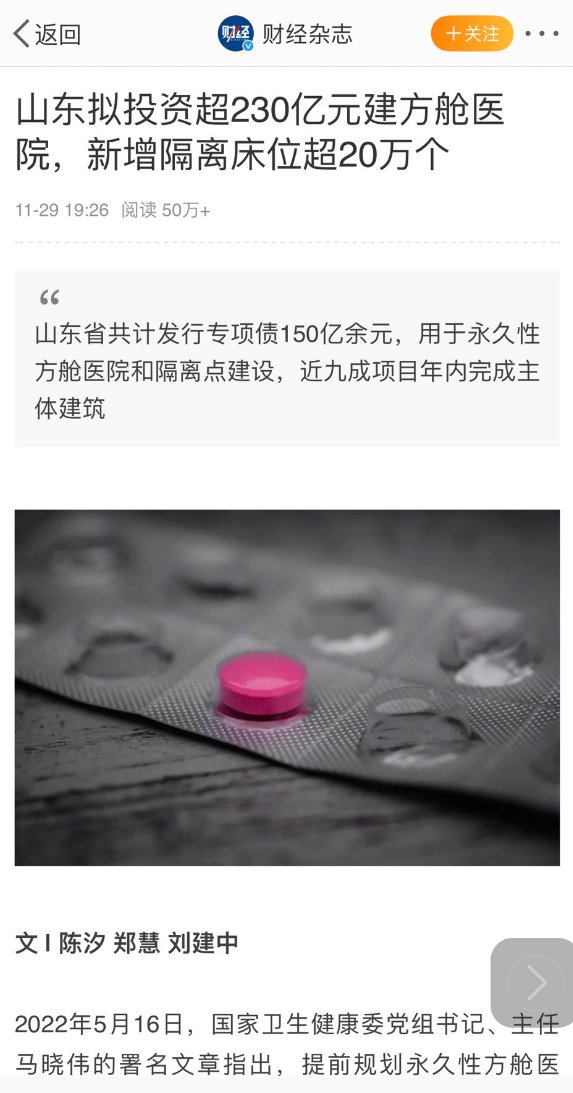 返回
财经
财经杂志
+关注
山东拟投资超230亿元建方舱医
院，新增隔离床位超20万个
11-29 19:26 阅读 50万+
“
山东省共计发行专项债150亿余元，用于永久性
方舱医院和隔离点建设，近九成项目年内完成主
体建筑
文 I 陈汐 郑慧 刘建中
2022年5月16日，国家卫生健康委党组书记、主任
马晓伟的署名文章指出，提前规划永久性方舱医